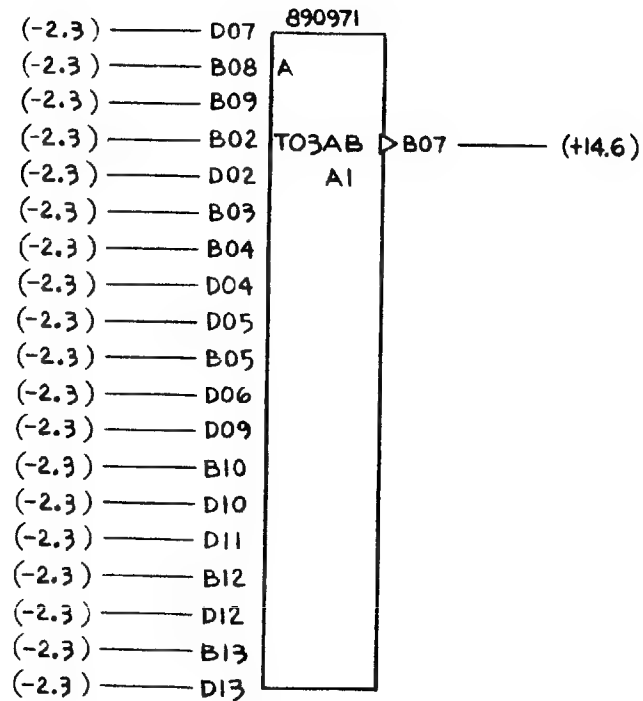 890971
(-2.3) D07
(-2.3) B08 A
(-2.3) B09
(-2.3) B02 T03AB B07 (+14.6)
(-2.3) D02 A1
(-2.3) B03
(-2.3) B04
(-2.3) D04
(-2.3) D05
(-2.3) B05
(-2.3) D06
(-2.3) D09
(-2.3) B10
(-2.3) D10
(-2.3) D11
(-2.3) B12
(-2.3) D12
(-2.3) B13
(-2.3) D13